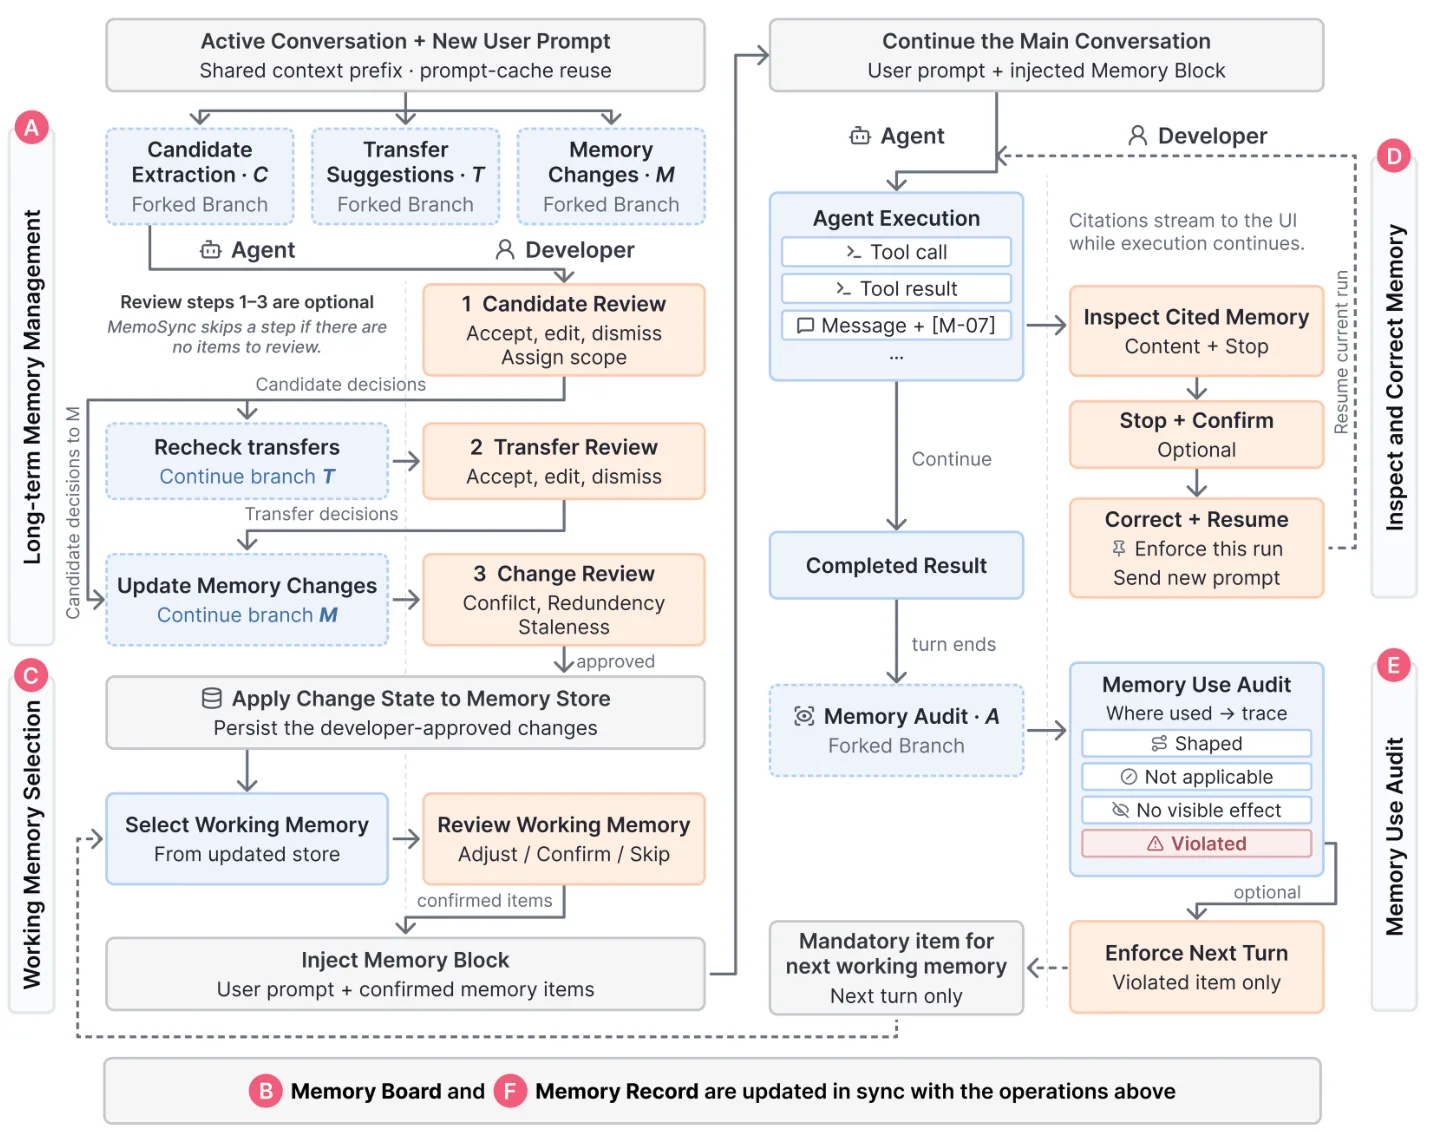 Active Conversation + New User Prompt
Shared context prefix · prompt-cache reuse
A
Long-term Memory Management
Candidate
Extraction · C
Forked Branch
Transfer
Suggestions · T
Forked Branch
Memory
Changes · M
Forked Branch
Agent
Developer
Review steps 1–3 are optional
MemoSync skips a step if there are
no items to review.
1 Candidate Review
Accept, edit, dismiss
Assign scope
Candidate decisions
Candidate decisions to M
Recheck transfers
Continue branch T
2 Transfer Review
Accept, edit, dismiss
Transfer decisions
Update Memory Changes
Continue branch M
3 Change Review
Confilct, Redundency
Staleness
approved
C
Working Memory Selection
Apply Change State to Memory Store
Persist the developer-approved changes
Select Working Memory
From updated store
Review Working Memory
Adjust / Confirm / Skip
confirmed items
Inject Memory Block
User prompt + confirmed memory items
Continue the Main Conversation
User prompt + injected Memory Block
Agent
Developer
D
Inspect and Correct Memory
Agent Execution
Tool call
Tool result
Message + [M-07]
...
Citations stream to the UI
while execution continues.
Inspect Cited Memory
Content + Stop
Stop + Confirm
Optional
Correct + Resume
Enforce this run
Send new prompt
Resume current run
Continue
Completed Result
turn ends
Memory Audit · A
Forked Branch
E
Memory Use Audit
Memory Use Audit
Where used → trace
Shaped
Not applicable
No visible effect
Violated
optional
Enforce Next Turn
Violated item only
Mandatory item for
next working memory
Next turn only
B Memory Board and F Memory Record are updated in sync with the operations above